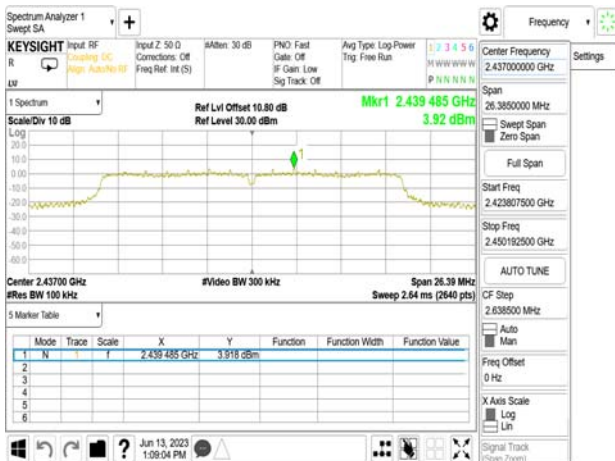 Spectrum Analyzer 1
Swept SA
+
Frequency
KEYSIGHT
R
Input: RF
Coupling: DC
Align: Auto/No RF
Input Z: 50 Ω
Corrections: Off
Freq Ref: Int (S)
#Atten: 30 dB
PNO: Fast
Gate: Off
IF Gain: Low
Sig Track: Off
Avg Type: Log-Power
Trig: Free Run
1 2 3 4 5 6
M W W W W W
P N N N N N
Center Frequency
2.437000000 GHz
Settings
Span
26.3850000 MHz
Swept Span
Zero Span
Full Span
Start Freq
2.423807500 GHz
Stop Freq
2.450192500 GHz
AUTO TUNE
CF Step
2.638500 MHz
Auto
Man
Freq Offset
0 Hz
X Axis Scale
Log
Lin
Signal Track
(Span Zoom)
1 Spectrum
Scale/Div 10 dB
Ref Lvl Offset 10.80 dB
Ref Level 30.00 dBm
Mkr1 2.439 485 GHz
3.92 dBm
Log
20.0
10.0
0.00
-10.0
-20.0
-30.0
-40.0
-50.0
-60.0
1
Center 2.43700 GHz
#Res BW 100 kHz
#Video BW 300 kHz
Span 26.39 MHz
Sweep 2.64 ms (2640 pts)
5 Marker Table
Mode Trace Scale X Y Function Function Width Function Value
1 N 1 f 2.439 485 GHz 3.918 dBm
2
3
4
5
6
?
Jun 13, 2023
1:09:04 PM